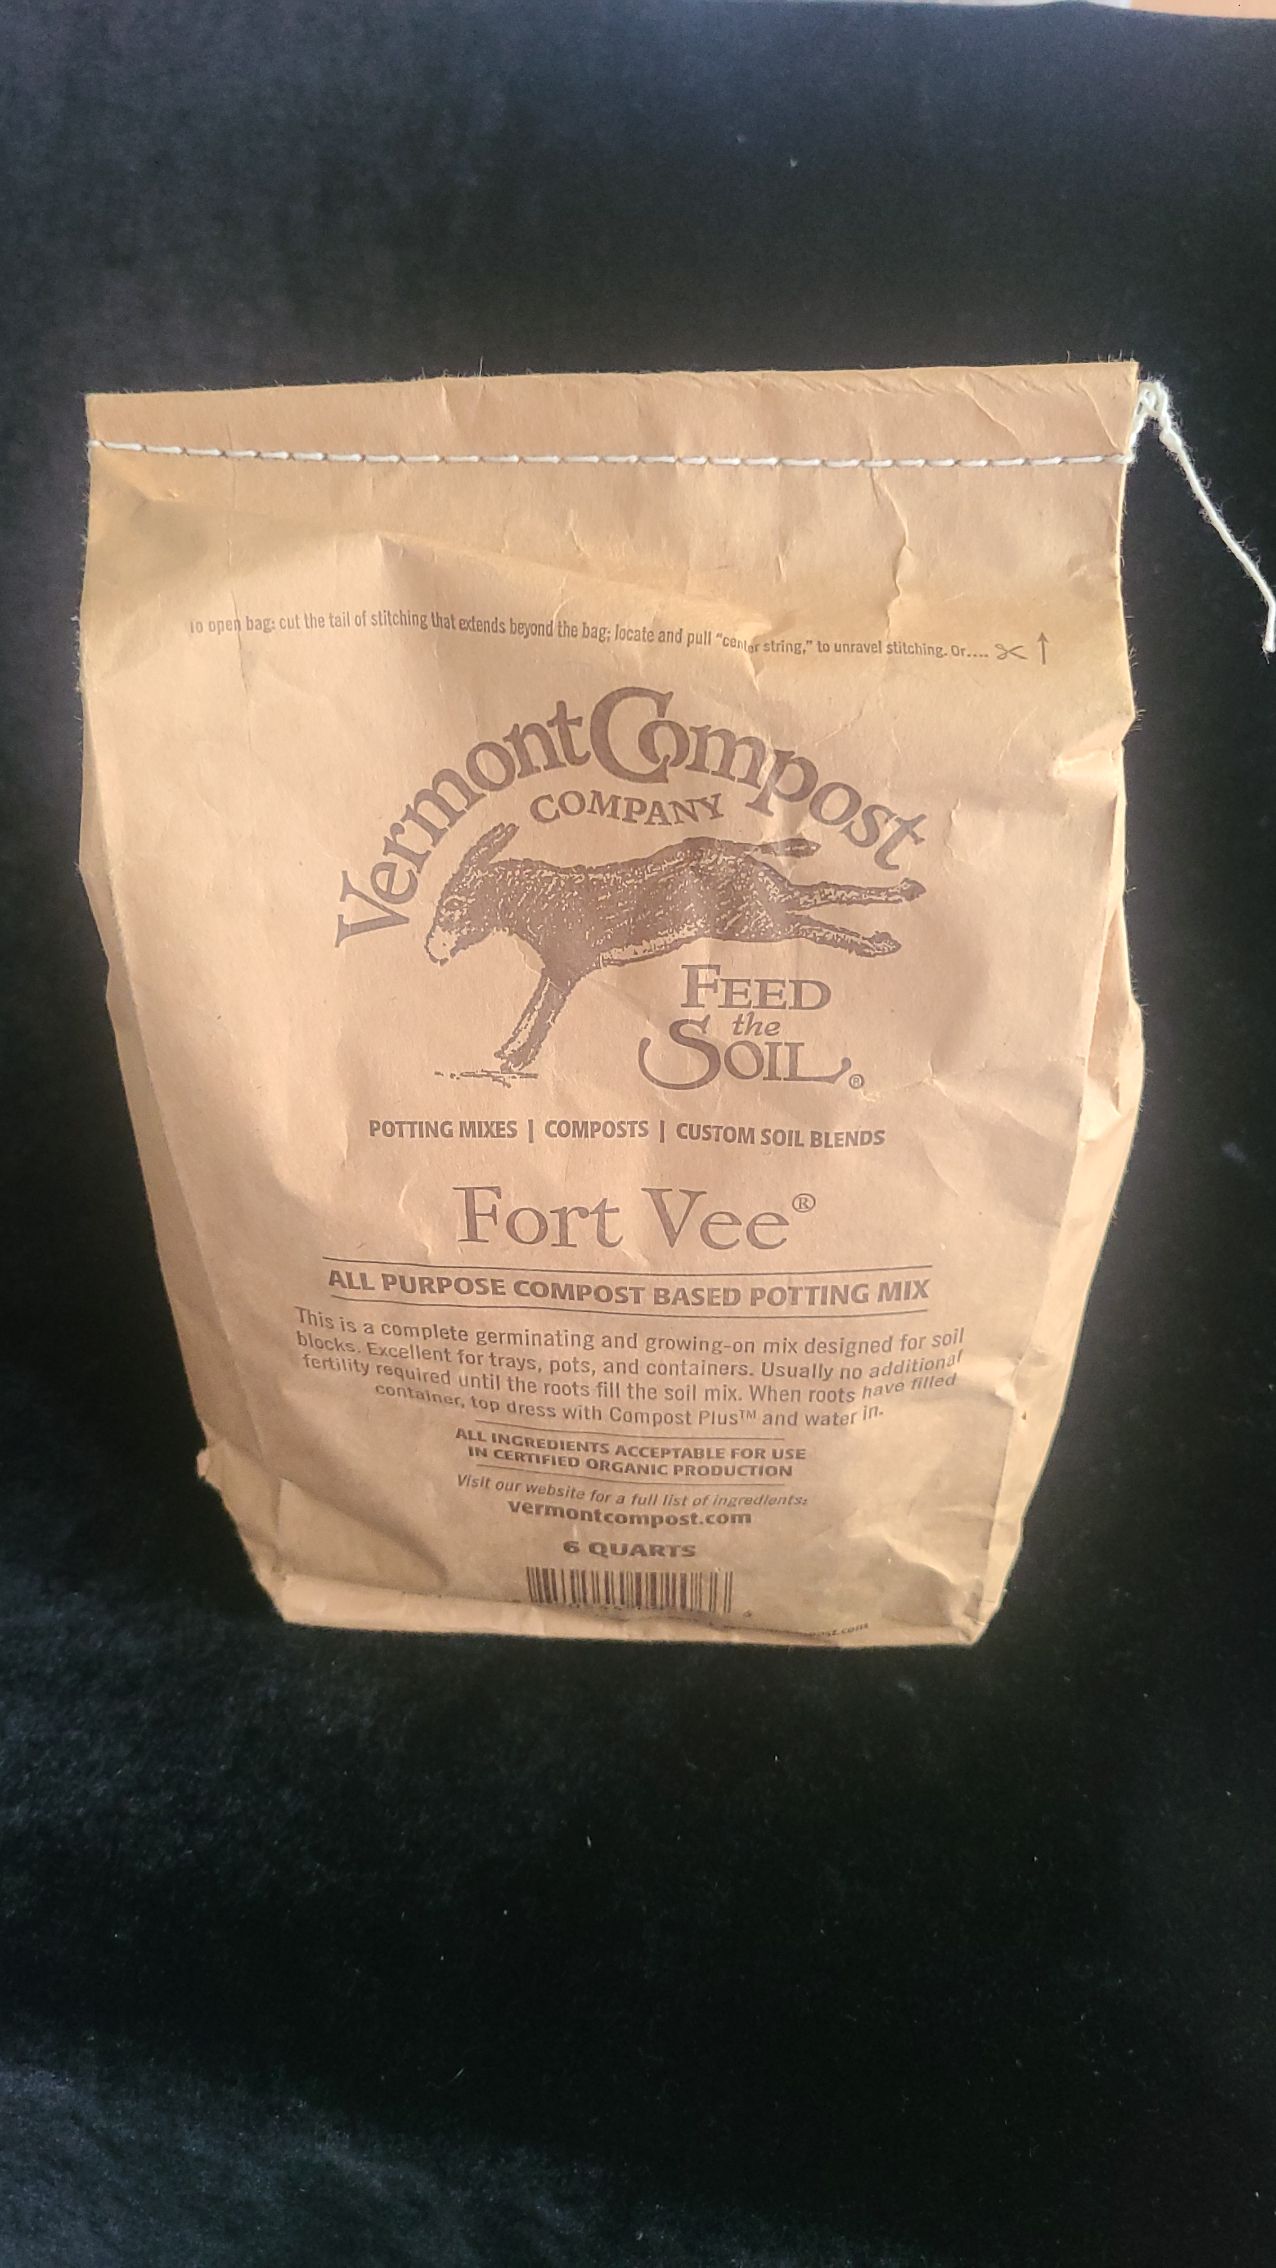 To open bag: cut the tail of stitching that extends beyond the bag; locate and pull "center string," to unravel stitching. Or....
Vermont Compost
COMPANY
FEED
the
SOIL®
POTTING MIXES | COMPOSTS | CUSTOM SOIL BLENDS
Fort Vee®
ALL PURPOSE COMPOST BASED POTTING MIX
This is a complete germinating and growing-on mix designed for soil
blocks. Excellent for trays, pots, and containers. Usually no additional
fertility required until the roots fill the soil mix. When roots have filled
container, top dress with Compost Plus™ and water in.
ALL INGREDIENTS ACCEPTABLE FOR USE
IN CERTIFIED ORGANIC PRODUCTION
Visit our website for a full list of ingredients:
vermontcompost.com
6 QUARTS